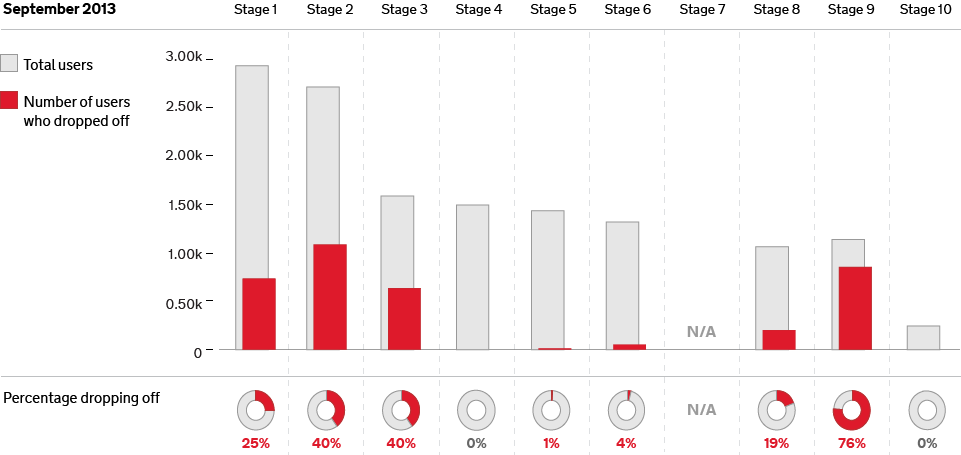 September 2013 Stage 1 Stage 2 Stage 3 Stage 4 Stage 5 Stage 6 Stage 7 Stage 8 Stage 9 Stage 10
Total users
Number of users
who dropped off
3.00k
2.50k
2.00k
1.50k
1.00k
0.50k
0
N/A
Percentage dropping off
N/A
25% 40% 40% 0% 1% 4% 19% 76% 0%